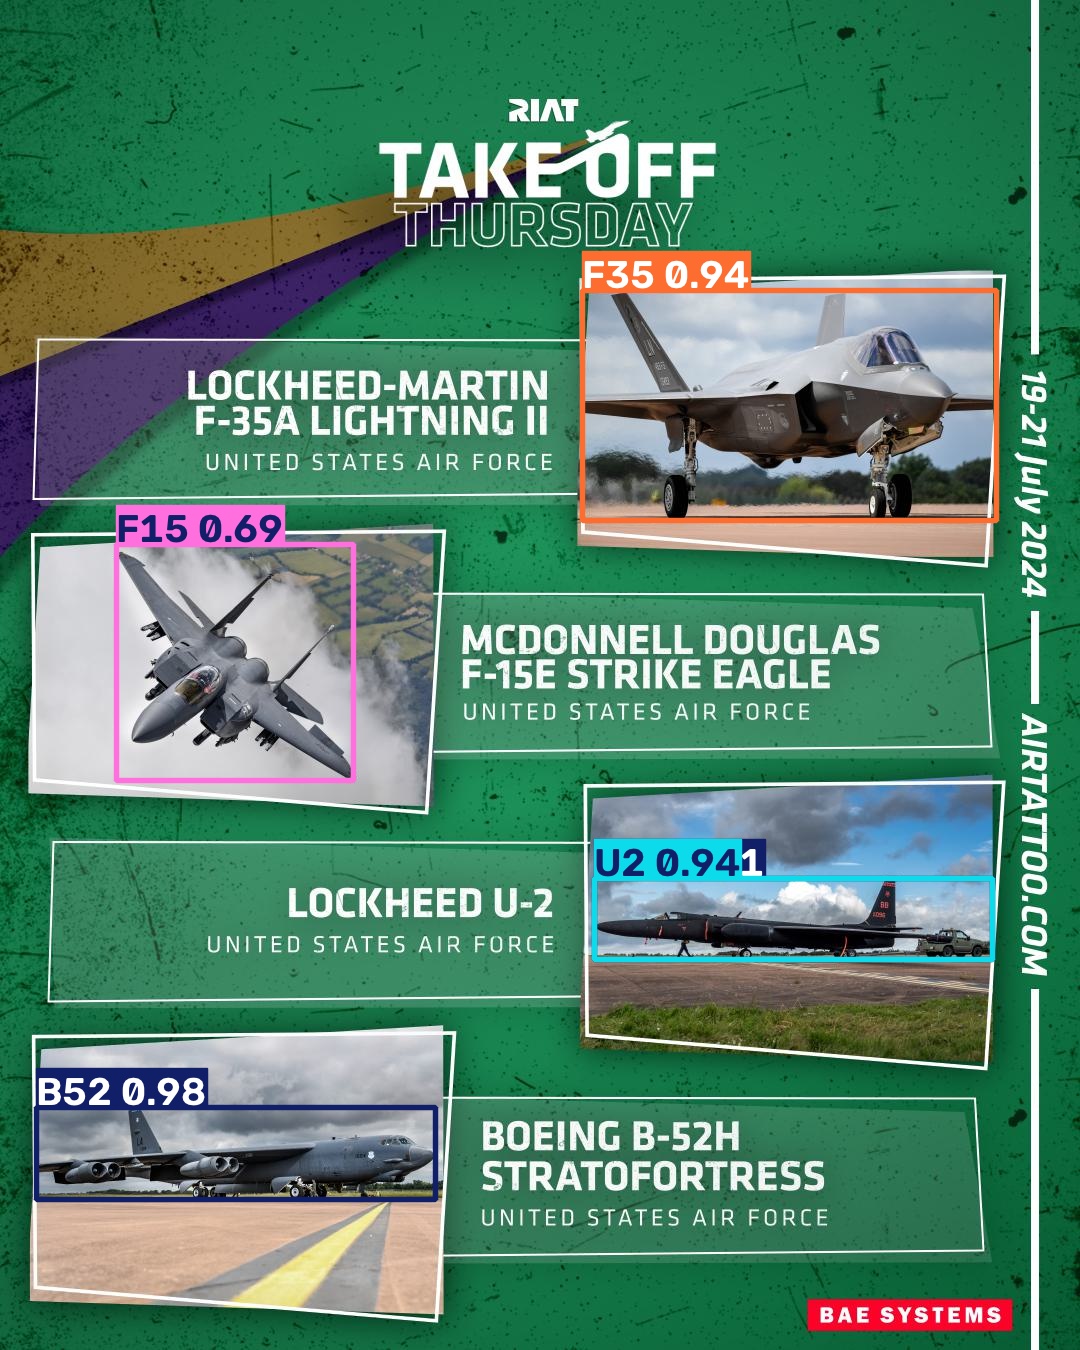 RIAT
TAKE OFF
THURSDAY
F35 0.94
LOCKHEED-MARTIN
F-35A LIGHTNING II
UNITED STATES AIR FORCE
F15 0.69
MCDONNELL DOUGLAS
F-15E STRIKE EAGLE
UNITED STATES AIR FORCE
U2 0.941
LOCKHEED U-2
UNITED STATES AIR FORCE
BB
B52 0.98
LA
BOEING B-52H
STRATOFORTRESS
UNITED STATES AIR FORCE
19-21 July 2024
AIRTATTOO.COM
BAE SYSTEMS